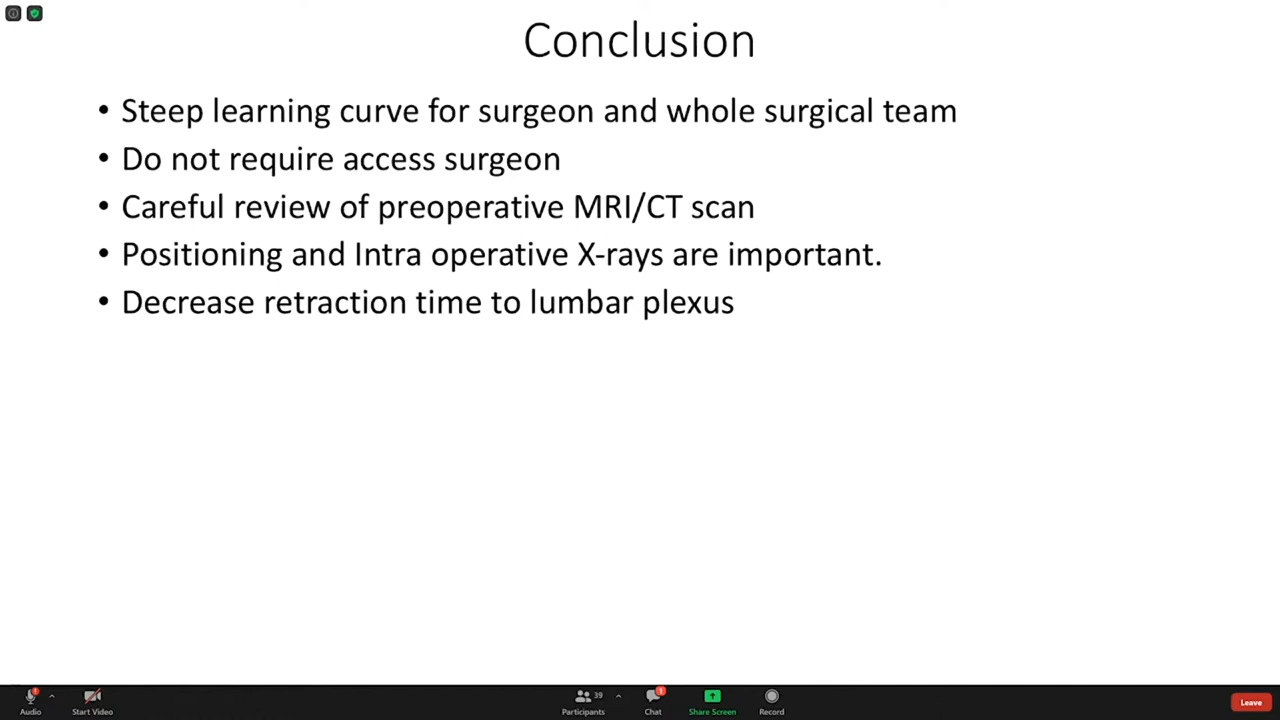 Conclusion
• Steep learning curve for surgeon and whole surgical team
• Do not require access surgeon
• Careful review of preoperative MRI/CT scan
• Positioning and Intra operative X-rays are important.
• Decrease retraction time to lumbar plexus
Audio Start Video 39 Participants 1 Chat Share Screen Record Leave